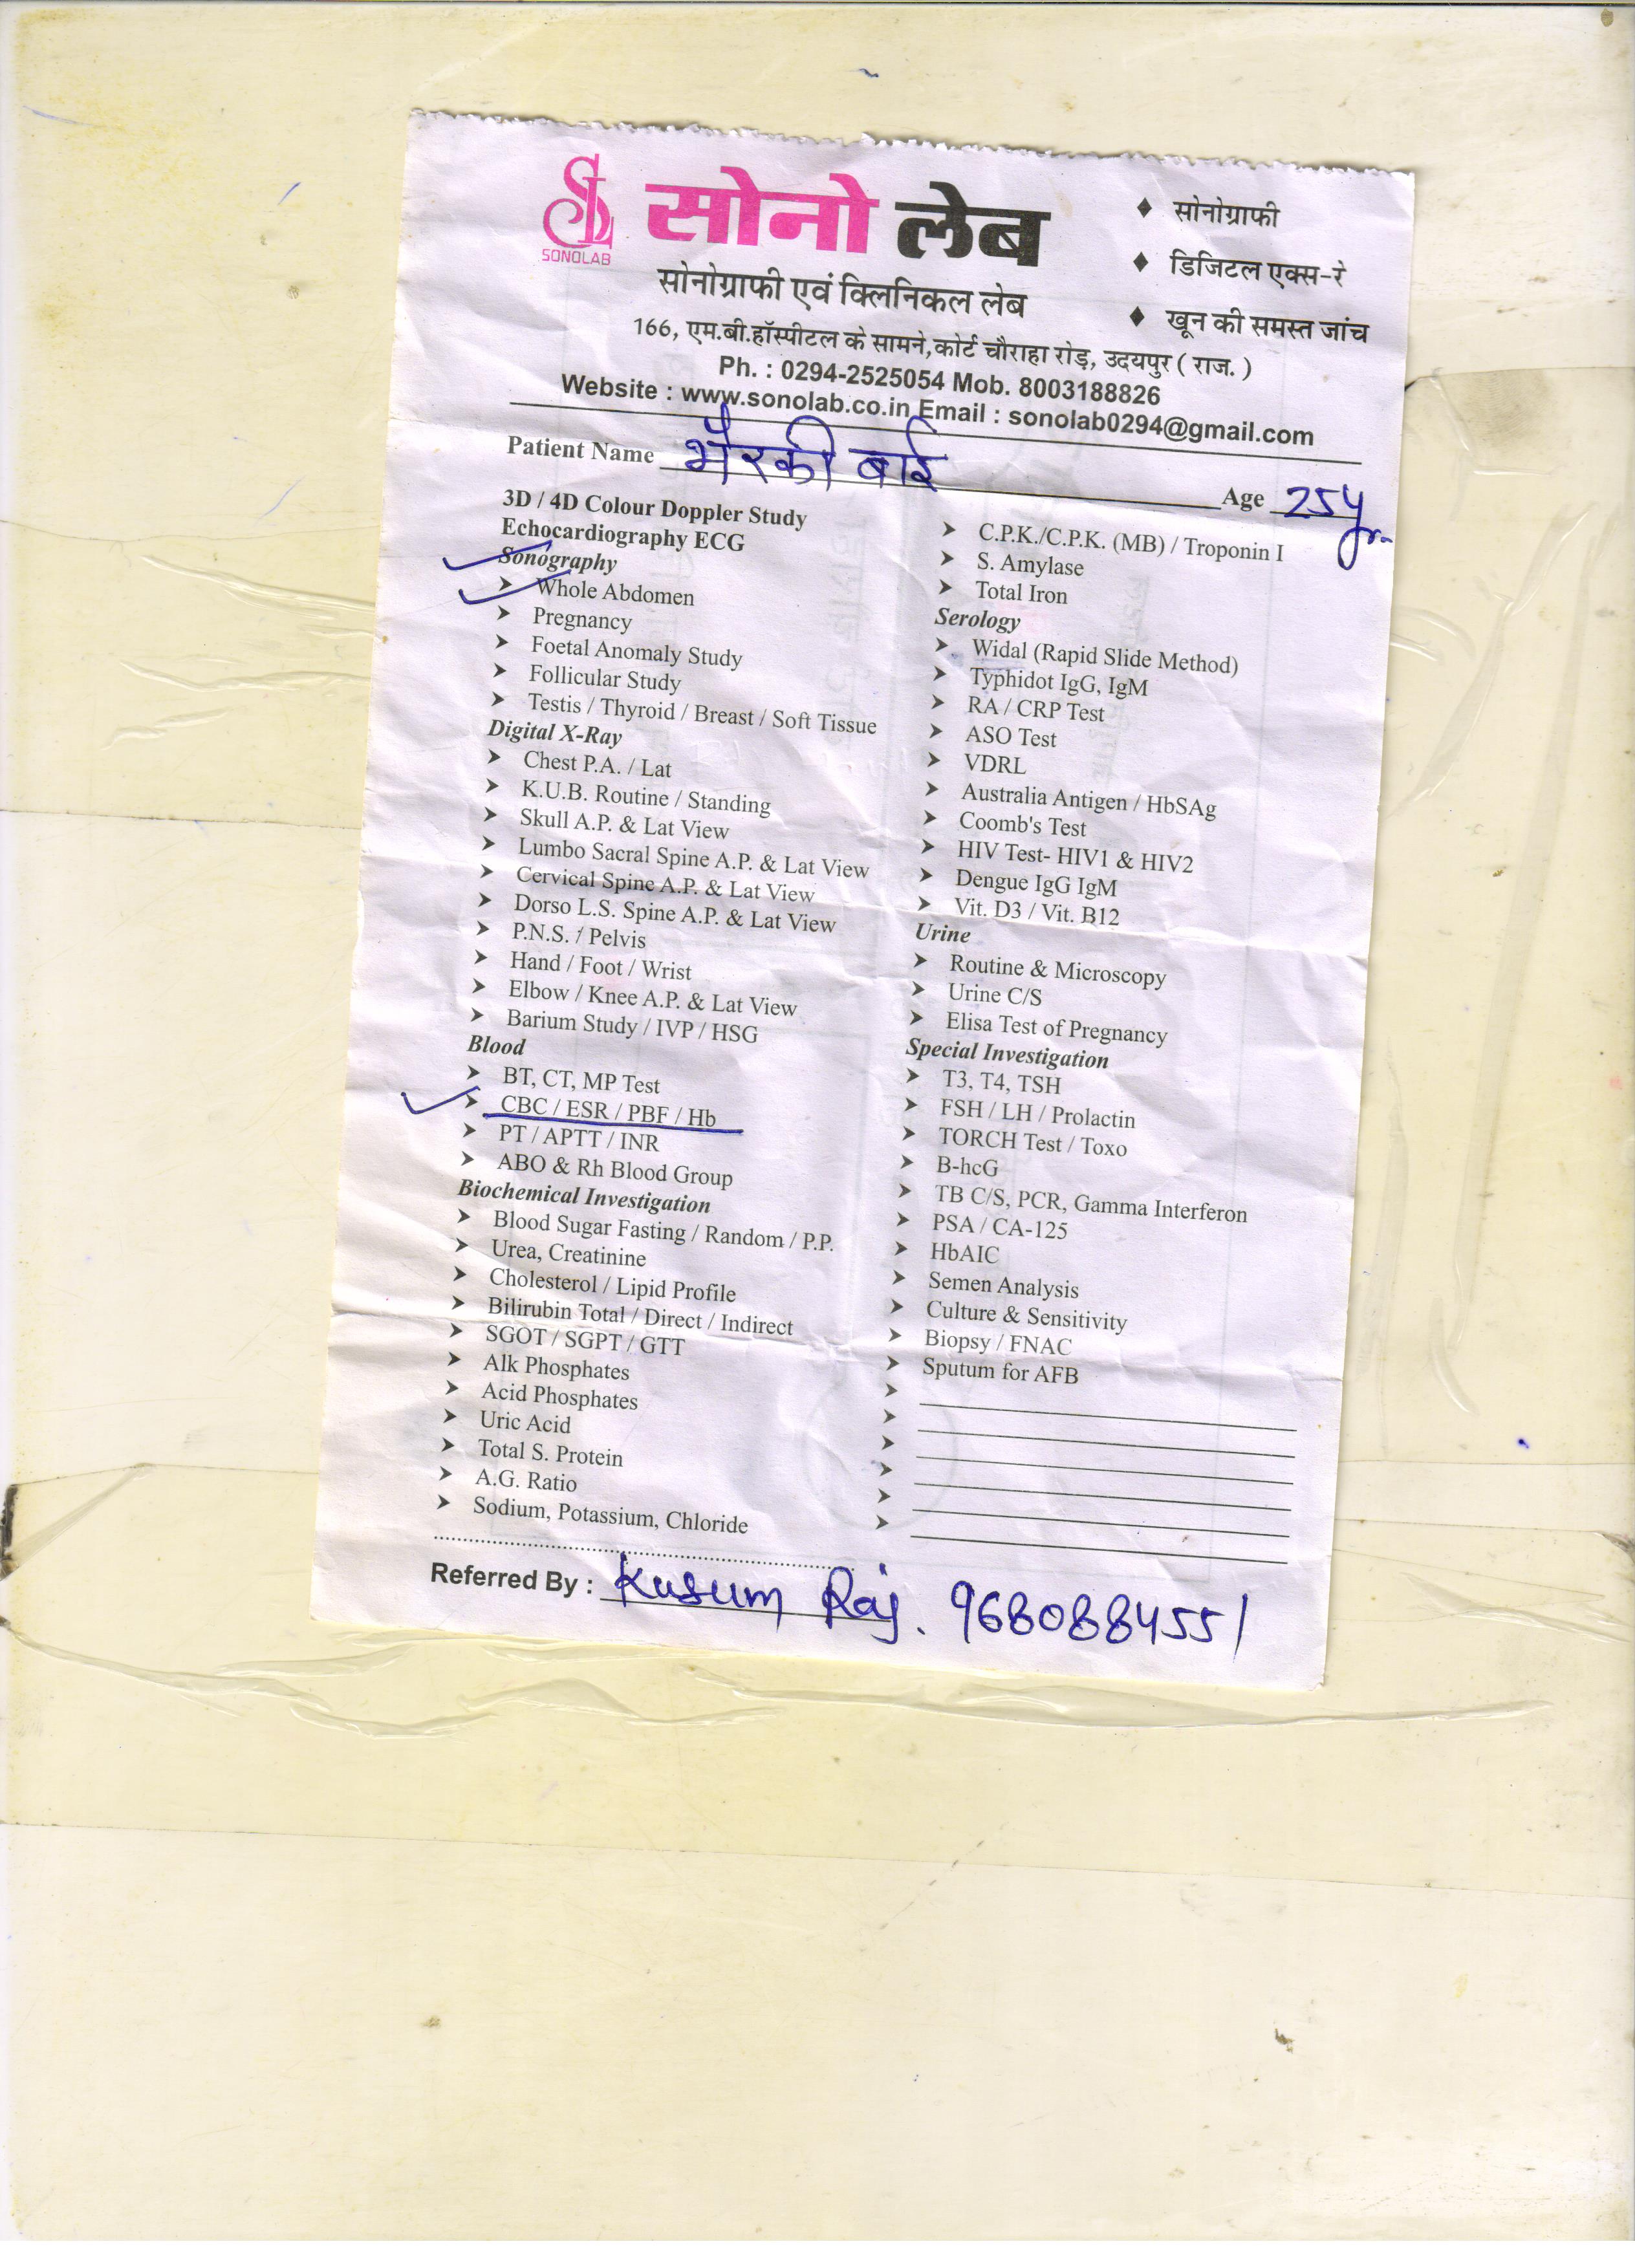 SONOLAB
सोनो लेब
सोनोग्राफी एवं क्लिनिकल लेब
♦ सोनोग्राफी
♦ डिजिटल एक्स-रे
♦ खून की समस्त जांच
166, एम.बी.हॉस्पीटल के सामने,कोर्ट चौराहा रोड़, उदयपुर ( राज. )
Ph. : 0294-2525054 Mob. 8003188826
Website : www.sonolab.co.in Email : sonolab0294@gmail.com
Patient Name भैरकी बाई Age 25 yr.
3D / 4D Colour Doppler Study
Echocardiography ECG
Sonography
➤ Whole Abdomen
➤ Pregnancy
➤ Foetal Anomaly Study
➤ Follicular Study
➤ Testis / Thyroid / Breast / Soft Tissue
Digital X-Ray
➤ Chest P.A. / Lat
➤ K.U.B. Routine / Standing
➤ Skull A.P. & Lat View
➤ Lumbo Sacral Spine A.P. & Lat View
➤ Cervical Spine A.P. & Lat View
➤ Dorso L.S. Spine A.P. & Lat View
➤ P.N.S. / Pelvis
➤ Hand / Foot / Wrist
➤ Elbow / Knee A.P. & Lat View
➤ Barium Study / IVP / HSG
Blood
➤ BT, CT, MP Test
➤ CBC / ESR / PBF / Hb
➤ PT / APTT / INR
➤ ABO & Rh Blood Group
Biochemical Investigation
➤ Blood Sugar Fasting / Random / P.P.
➤ Urea, Creatinine
➤ Cholesterol / Lipid Profile
➤ Bilirubin Total / Direct / Indirect
➤ SGOT / SGPT / GTT
➤ Alk Phosphates
➤ Acid Phosphates
➤ Uric Acid
➤ Total S. Protein
➤ A.G. Ratio
➤ Sodium, Potassium, Chloride
➤ C.P.K./C.P.K. (MB) / Troponin I
➤ S. Amylase
➤ Total Iron
Serology
➤ Widal (Rapid Slide Method)
➤ Typhidot IgG, IgM
➤ RA / CRP Test
➤ ASO Test
➤ VDRL
➤ Australia Antigen / HbSAg
➤ Coomb's Test
➤ HIV Test- HIV1 & HIV2
➤ Dengue IgG IgM
➤ Vit. D3 / Vit. B12
Urine
➤ Routine & Microscopy
➤ Urine C/S
➤ Elisa Test of Pregnancy
Special Investigation
➤ T3, T4, TSH
➤ FSH / LH / Prolactin
➤ TORCH Test / Toxo
➤ B-hcG
➤ TB C/S, PCR, Gamma Interferon
➤ PSA / CA-125
➤ HbAIC
➤ Semen Analysis
➤ Culture & Sensitivity
➤ Biopsy / FNAC
➤ Sputum for AFB
Referred By : Kusum Raj. 9680884551